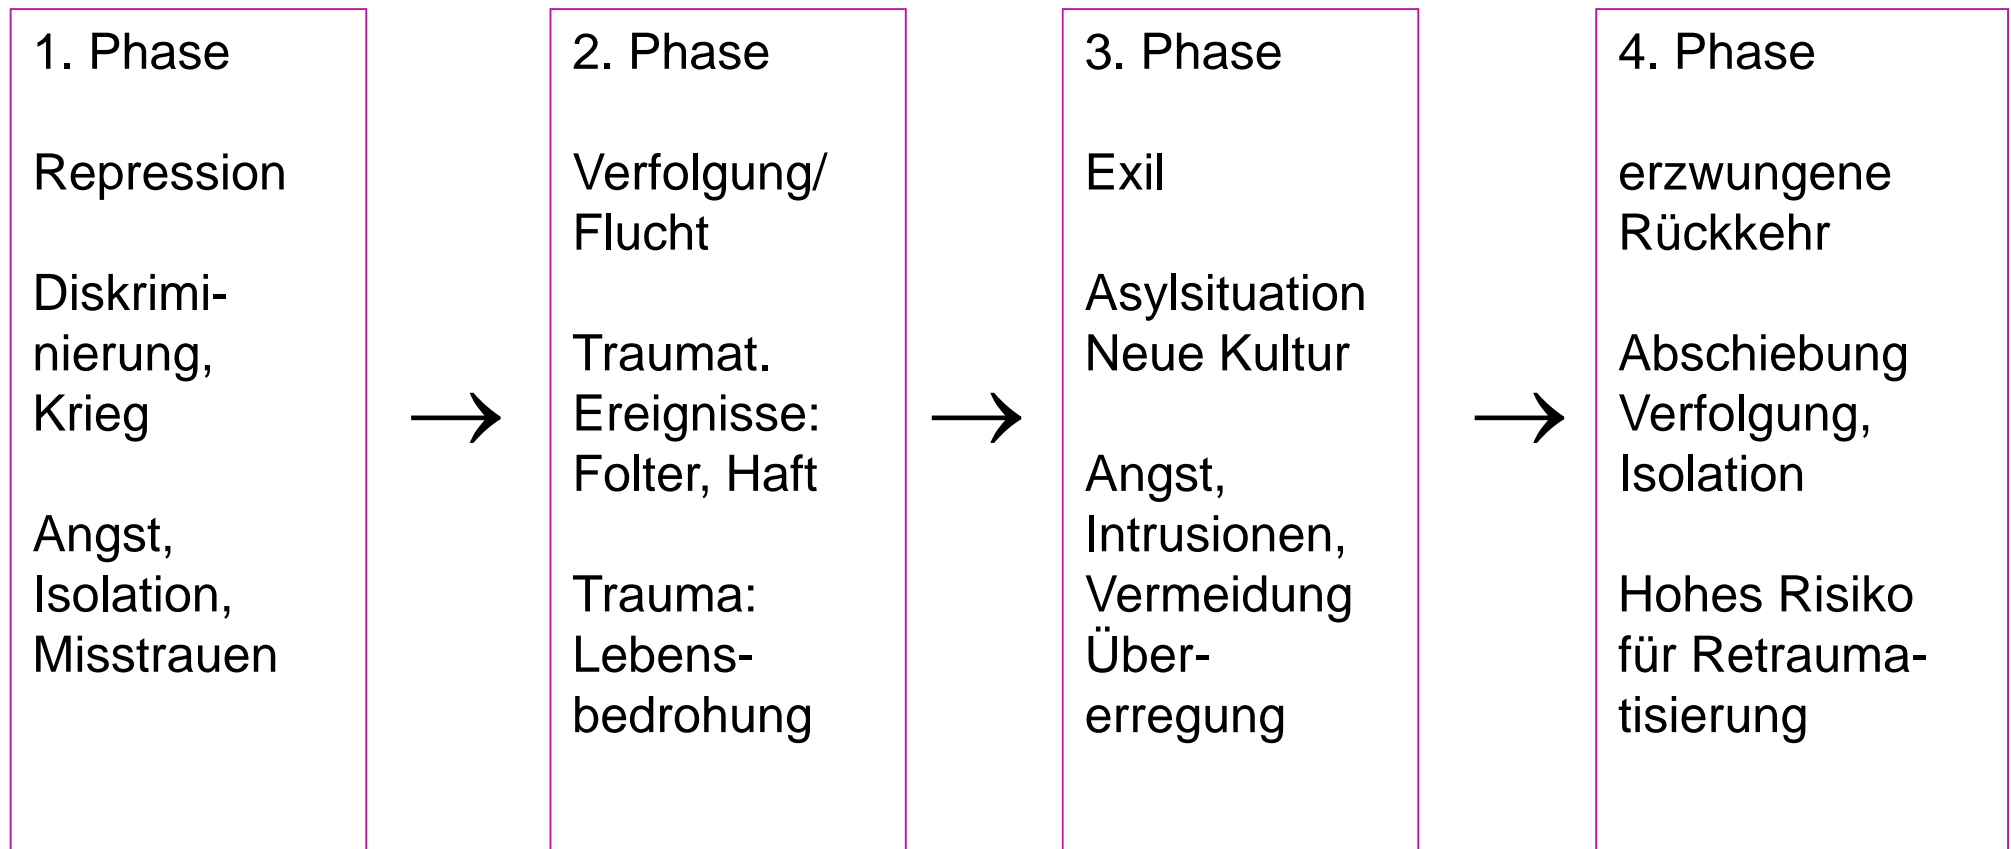 1. Phase
Repression
Diskrimi-
nierung,
Krieg
Angst,
Isolation,
Misstrauen
→
2. Phase
Verfolgung/
Flucht
Traumat.
Ereignisse:
Folter, Haft
Trauma:
Lebens-
bedrohung
→
3. Phase
Exil
Asylsituation
Neue Kultur
Angst,
Intrusionen,
Vermeidung
Über-
erregung
→
4. Phase
erzwungene
Rückkehr
Abschiebung
Verfolgung,
Isolation
Hohes Risiko
für Retrauma-
tisierung